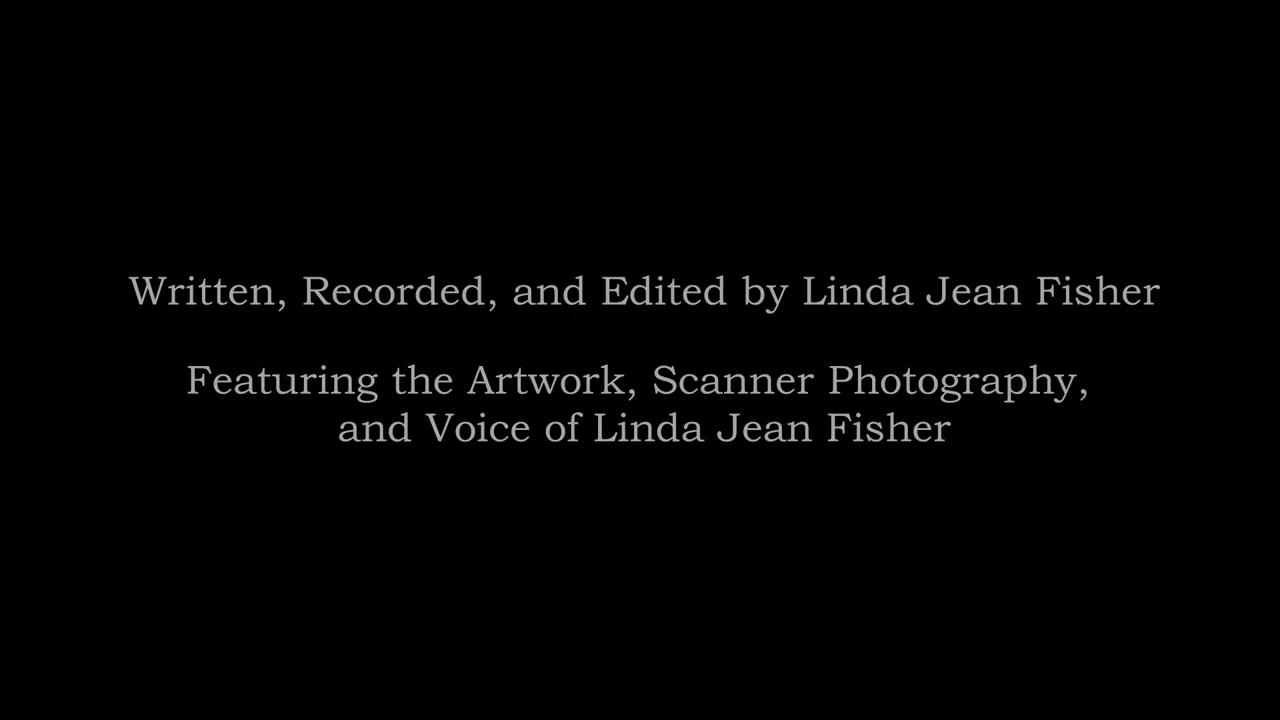 Written, Recorded, and Edited by Linda Jean Fisher
Featuring the Artwork, Scanner Photography,
and Voice of Linda Jean Fisher